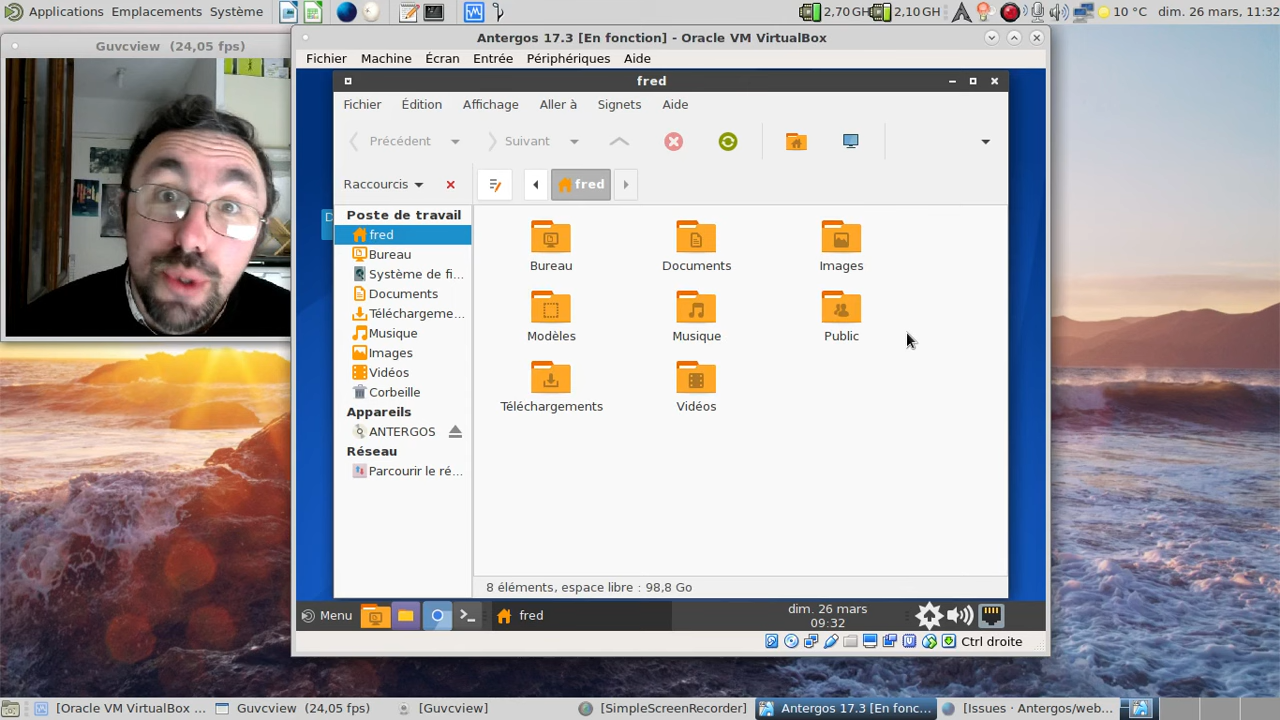 Applications Emplacements Système 2,70 GH 2,10 GH 10 °C dim. 26 mars, 11:32
Guvcview (24,05 fps)
Antergos 17.3 [En fonction] - Oracle VM VirtualBox
Fichier Machine Écran Entrée Périphériques Aide
fred
Fichier Édition Affichage Aller à Signets Aide
Précédent Suivant
Raccourcis fred
Poste de travail
fred
Bureau
Système de fi...
Documents
Téléchargeme...
Musique
Images
Vidéos
Corbeille
Appareils
ANTERGOS
Réseau
Parcourir le ré...
Bureau Documents Images
Modèles Musique Public
Téléchargements Vidéos
8 éléments, espace libre : 98,8 Go
Menu fred dim. 26 mars
09:32
Ctrl droite
[Oracle VM VirtualBox ... Guvcview (24,05 fps) [Guvcview] [SimpleScreenRecorder] Antergos 17.3 [En fonc... [Issues · Antergos/web...